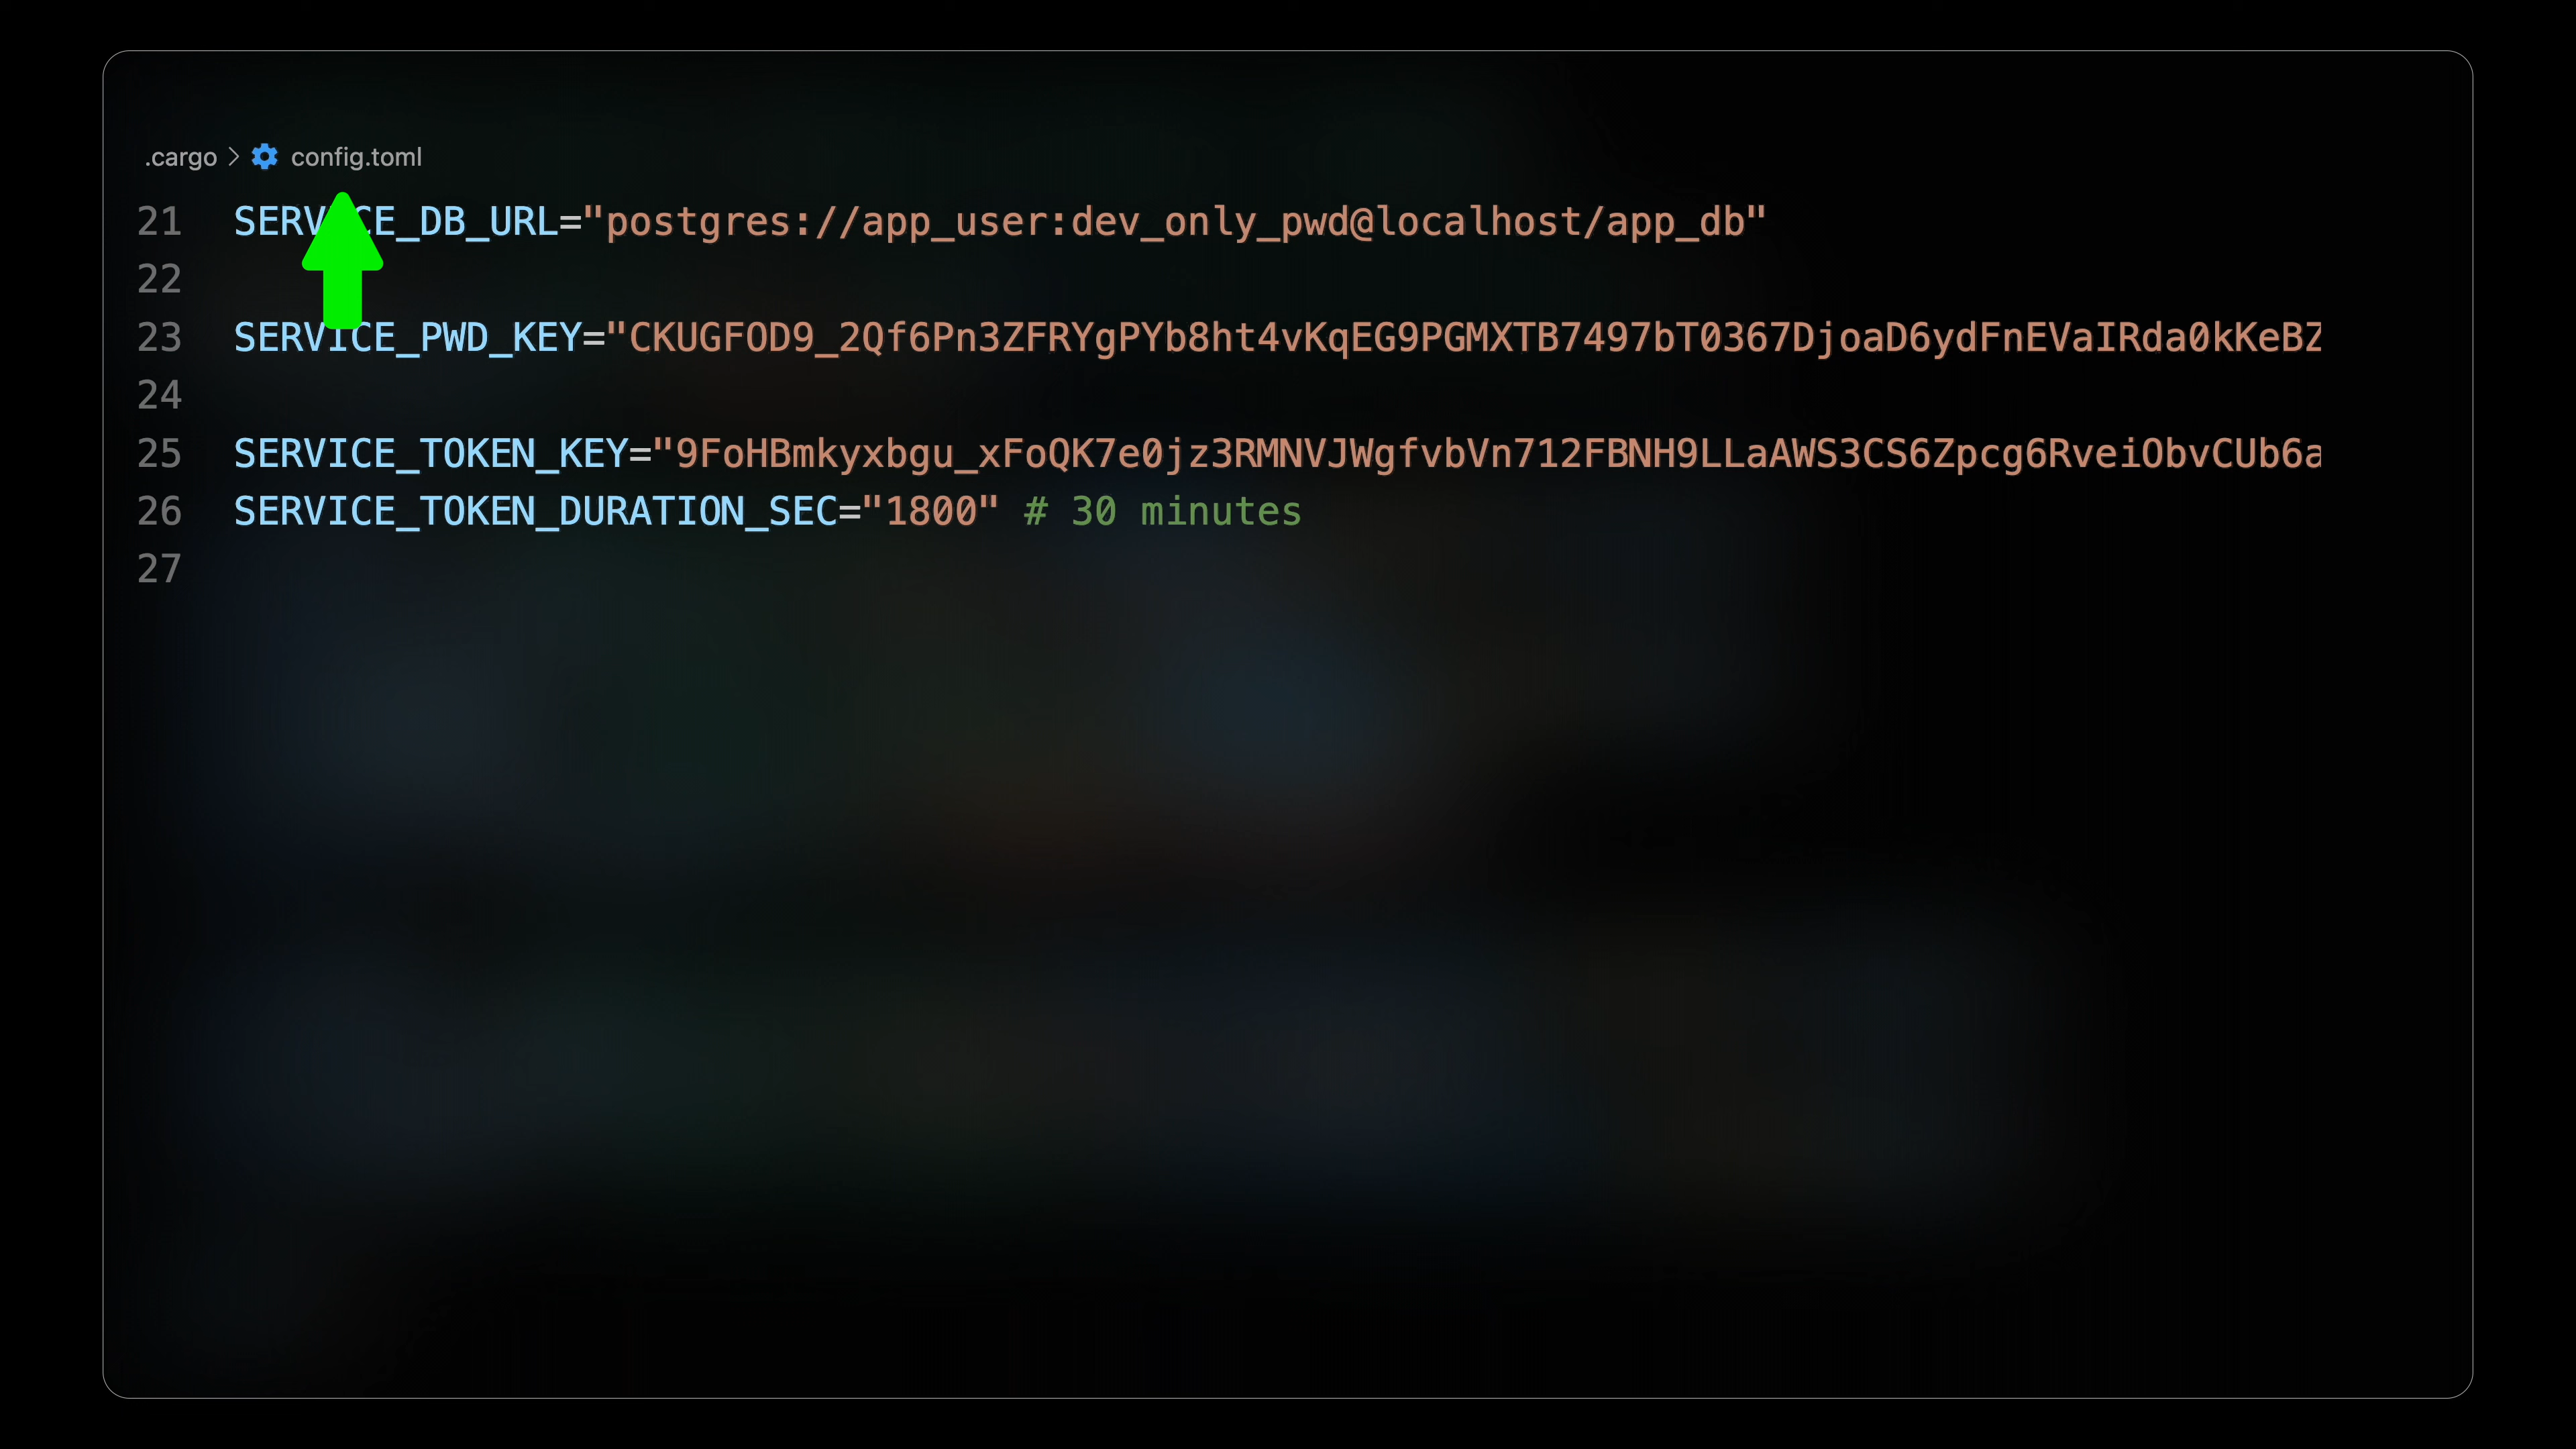 .cargo > config.toml
21 SERVICE_DB_URL="postgres://app_user:dev_only_pwd@localhost/app_db"
22
23 SERVICE_PWD_KEY="CKUGFOD9_2Qf6Pn3ZFRYgPYb8ht4vKqEG9PGMXTB7497bT0367DjoaD6ydFnEVaIRda0kKeBZ
24
25 SERVICE_TOKEN_KEY="9FoHBmkyxbgu_xFoQK7e0jz3RMNVJWgfvbVn712FBNH9LLaAWS3CS6Zpcg6RveiObvCUb6a
26 SERVICE_TOKEN_DURATION_SEC="1800" # 30 minutes
27